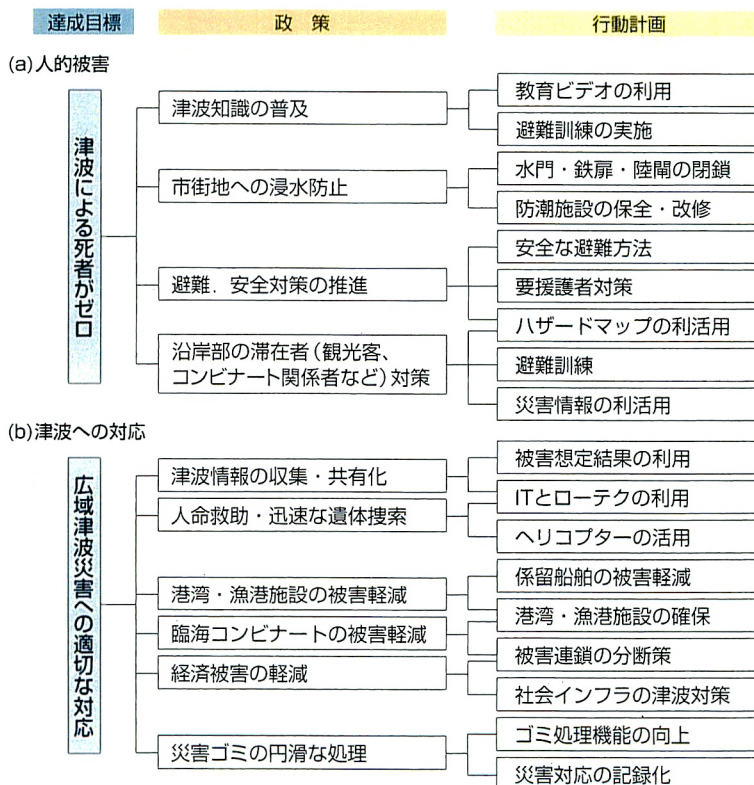 達成目標
政 策
行動計画
(a)人的被害
津波による死者がゼロ
津波知識の普及
市街地への浸水防止
避難．安全対策の推進
沿岸部の滞在者（観光客、
コンビナート関係者など）対策
教育ビデオの利用
避難訓練の実施
水門・鉄扉・陸閘の閉鎖
防潮施設の保全・改修
安全な避難方法
要援護者対策
ハザードマップの利活用
避難訓練
災害情報の利活用
(b)津波への対応
広域津波災害への適切な対応
津波情報の収集・共有化
人命救助・迅速な遺体捜索
港湾・漁港施設の被害軽減
臨海コンビナートの被害軽減
経済被害の軽減
災害ゴミの円滑な処理
被害想定結果の利用
ITとローテクの利用
ヘリコプターの活用
係留船舶の被害軽減
港湾・漁港施設の確保
被害連鎖の分断策
社会インフラの津波対策
ゴミ処理機能の向上
災害対応の記録化